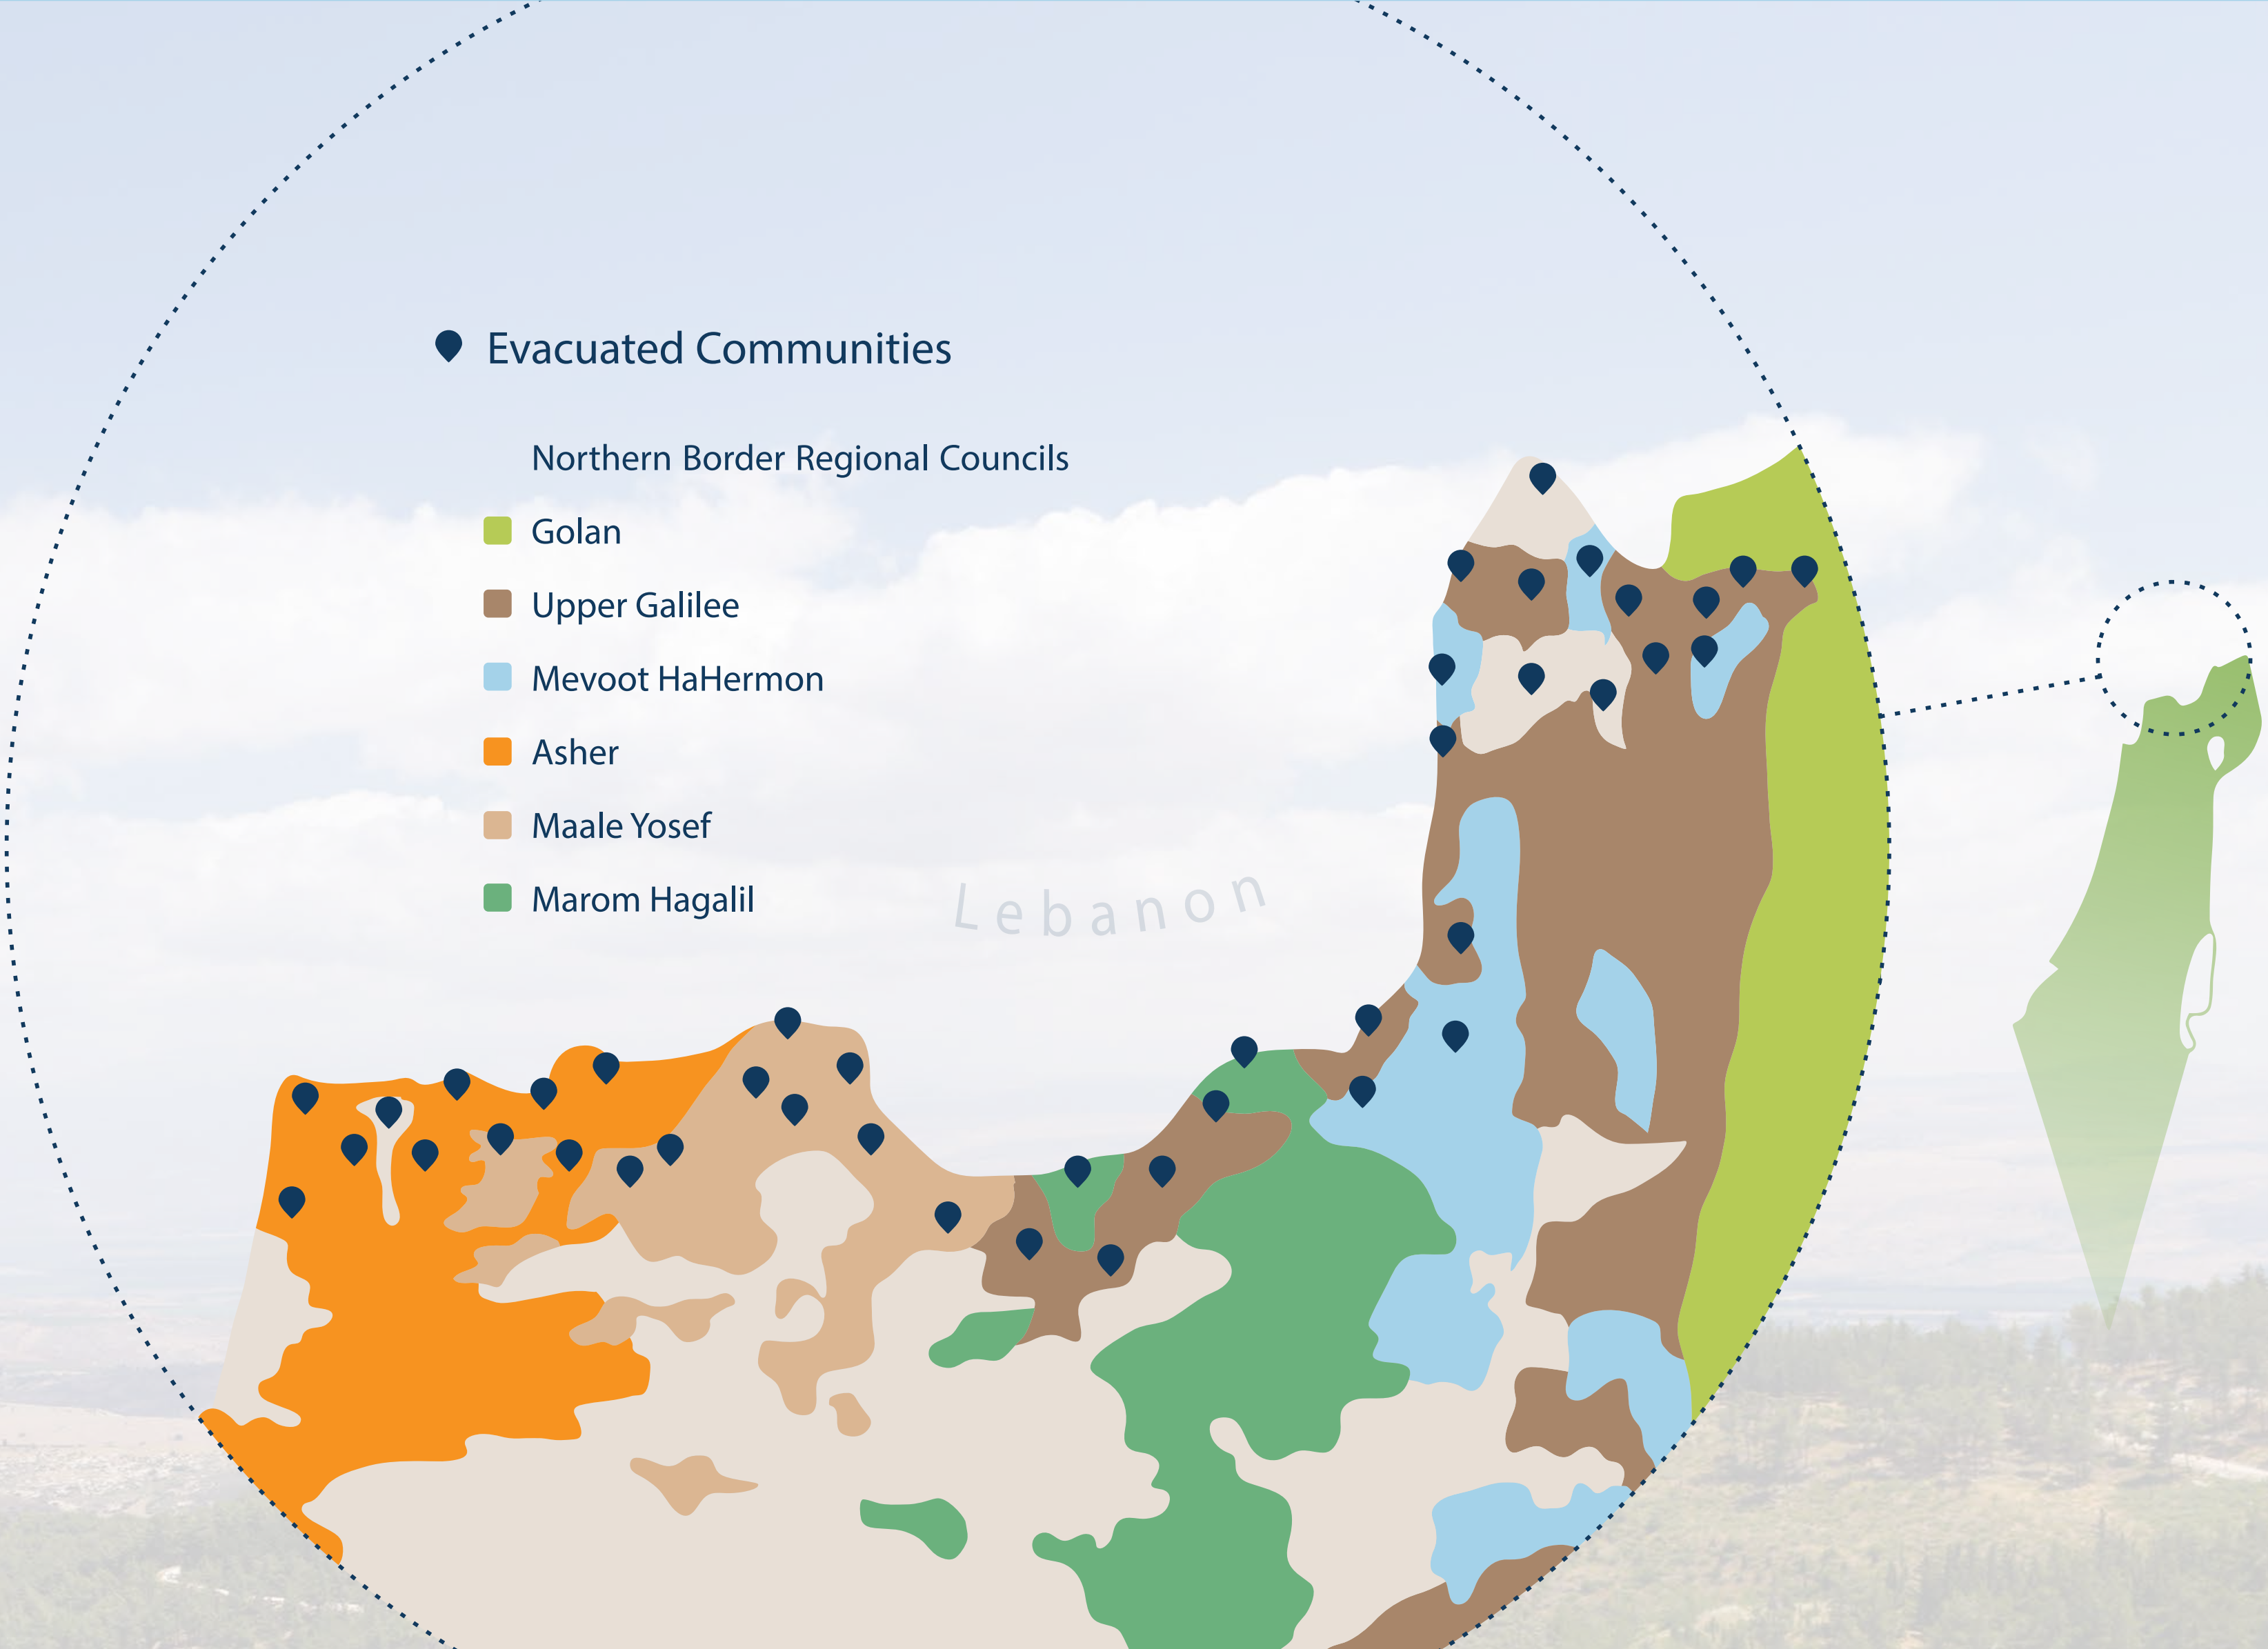 Evacuated Communities
Northern Border Regional Councils
Golan
Upper Galilee
Mevoot HaHermon
Asher
Maale Yosef
Marom Hagalil
Lebanon